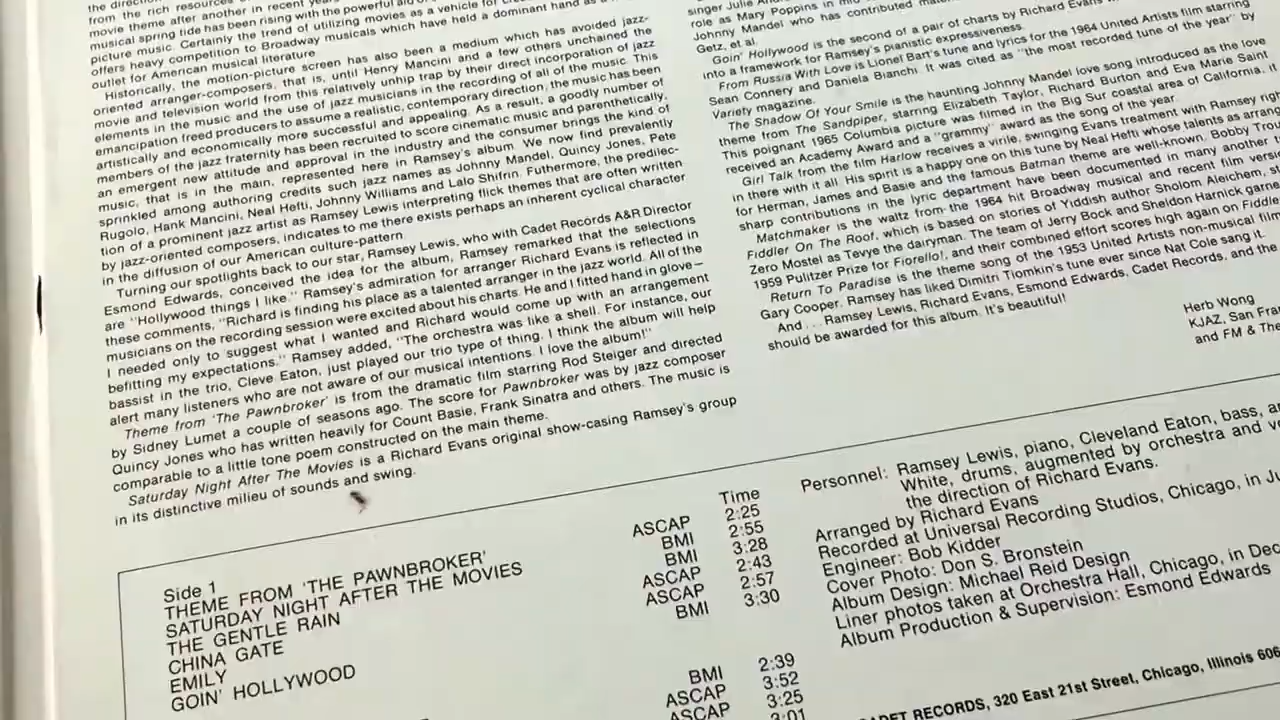 the direction
from the rich resources
movie theme after another in recent years
musical spring tide has been rising with the powerful aid of
picture music. Certainly the trend of utilizing movies as a vehicle for
offers heavy competition to Broadway musicals which have held a dominant hand as
outlet for American musical literature
Historically, the motion-picture screen has also been a medium which has avoided jazz-
oriented arranger-composers, that is, until Henry Mancini and a few others unchained the
movie and television world from this relatively unhip trap by their direct incorporation of jazz
elements in the music and the use of jazz musicians in the recording of all of the music. This
emancipation freed producers to assume a realistic, contemporary direction, the music has been
artistically and economically more successful and appealing. As a result, a goodly number of
members of the jazz fraternity has been recruited to score cinematic music and parenthetically,
an emergent new attitude and approval in the industry and the consumer brings the kind of
music, that is in the main, represented here in Ramsey's album. We now find prevalently
sprinkled among authoring credits such jazz names as Johnny Mandel, Quincy Jones, Pete
Rugolo, Hank Mancini, Neal Hefti, Johnny Williams and Lalo Shifrin. Futhermore, the predilec-
tion of a prominent jazz artist as Ramsey Lewis interpreting flick themes that are often written
by jazz-oriented composers, indicates to me there exists perhaps an inherent cyclical character
in the diffusion of our American culture-pattern.
Turning our spotlights back to our star, Ramsey Lewis, who with Cadet Records A&R Director
Esmond Edwards, conceived the idea for the album, Ramsey remarked that the selections
are "Hollywood things I like." Ramsey's admiration for arranger Richard Evans is reflected in
these comments, "Richard is finding his place as a talented arranger in the jazz world. All of the
musicians on the recording session were excited about his charts. He and I fitted hand in glove—
I needed only to suggest what I wanted and Richard would come up with an arrangement
befitting my expectations." Ramsey added, "The orchestra was like a shell. For instance, our
bassist in the trio, Cleve Eaton, just played our trio type of thing. I think the album will help
alert many listeners who are not aware of our musical intentions. I love the album!"
Theme from 'The Pawnbroker' is from the dramatic film starring Rod Steiger and directed
by Sidney Lumet a couple of seasons ago. The score for Pawnbroker was by jazz composer
Quincy Jones who has written heavily for Count Basie, Frank Sinatra and others. The music is
comparable to a little tone poem constructed on the main theme.
Saturday Night After The Movies is a Richard Evans original show-casing Ramsey's group
in its distinctive milieu of sounds and swing.
singer Julie
role as Mary Poppins in
Johnny Mandel who has contributed
Getz, et al.
Goin' Hollywood is the second of a pair of charts by Richard Evans
into a framework for Ramsey's pianistic expressiveness.
From Russia With Love is Lionel Bart's tune and lyrics for the 1964 United Artists film starring
Sean Connery and Daniela Bianchi. It was cited as "the most recorded tune of the year" by
Variety magazine.
The Shadow Of Your Smile is the haunting Johnny Mandel love song introduced as the love
theme from The Sandpiper, starring Elizabeth Taylor, Richard Burton and Eva Marie Saint
This poignant 1965 Columbia picture was filmed in the Big Sur coastal area of California. it
received an Academy Award and a "grammy" award as the song of the year.
Girl Talk from the film Harlow receives a virile, swinging Evans treatment with Ramsey righ
in there with it all. His spirit is a happy one on this tune by Neal Hefti whose talents as arrang
for Herman, James and Basie and the famous Batman theme are well-known. Bobby Trou
sharp contributions in the lyric department have been documented in many another t
Matchmaker is the waltz from the 1964 hit Broadway musical and recent film versi
Fiddler On The Roof, which is based on stories of Yiddish author Sholom Aleichem, st
Zero Mostel as Tevye the dairyman. The team of Jerry Bock and Sheldon Harnick garne
1959 Pulitzer Prize for Fiorello!, and their combined effort scores high again on Fiddle
Return To Paradise is the theme song of the 1953 United Artists non-musical film
Gary Cooper. Ramsey has liked Dimitri Tiomkin's tune ever since Nat Cole sang it.
And . . . Ramsey Lewis, Richard Evans, Esmond Edwards, Cadet Records, and the
should be awarded for this album. It's beautiful!
Herb Wong
KJAZ, San Fran
and FM & Th
Side 1
Time
THEME FROM 'THE PAWNBROKER' ASCAP 2:25
SATURDAY NIGHT AFTER THE MOVIES BMI 2:55
THE GENTLE RAIN BMI 3:28
CHINA GATE ASCAP 2:43
EMILY ASCAP 2:57
GOIN' HOLLYWOOD BMI 3:30
BMI 2:39
ASCAP 3:52
ASCAP 3:25
3:01
Personnel: Ramsey Lewis, piano, Cleveland Eaton, bass, a
White, drums, augmented by orchestra and v
the direction of Richard Evans.
Arranged by Richard Evans
Recorded at Universal Recording Studios, Chicago, in Ju
Engineer: Bob Kidder
Cover Photo: Don S. Bronstein
Album Design: Michael Reid Design
Liner photos taken at Orchestra Hall, Chicago, in Dec
Album Production & Supervision: Esmond Edwards
CADET RECORDS, 320 East 21st Street, Chicago, Illinois 606